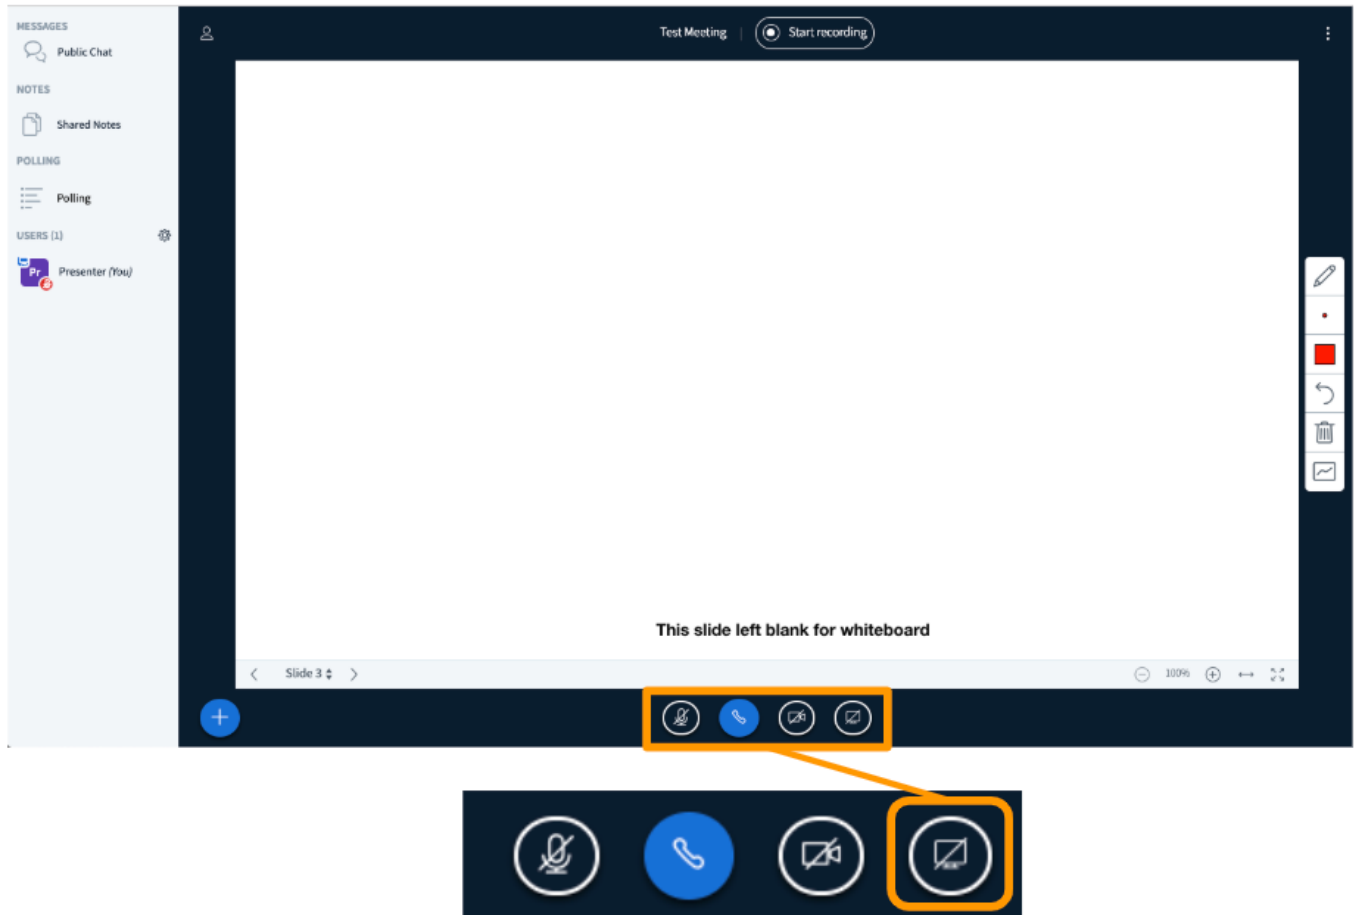 MESSAGES
Public Chat
NOTES
Shared Notes
POLLING
Polling
USERS (1)
Pr
Presenter (You)
Test Meeting
Start recording
This slide left blank for whiteboard
Slide 3
100%